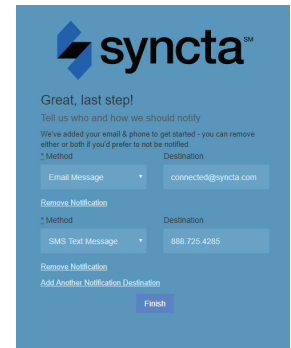 syncta SM
Great, last step!
Tell us who and how we should notify
We've added your email & phone to get started - you can remove
either or both if you'd prefer to not be notified.
* Method Destination
Email Message connected@syncta.com
Remove Notification
* Method Destination
SMS Text Message 888.725.4285
Remove Notification
Add Another Notification Destination
Finish